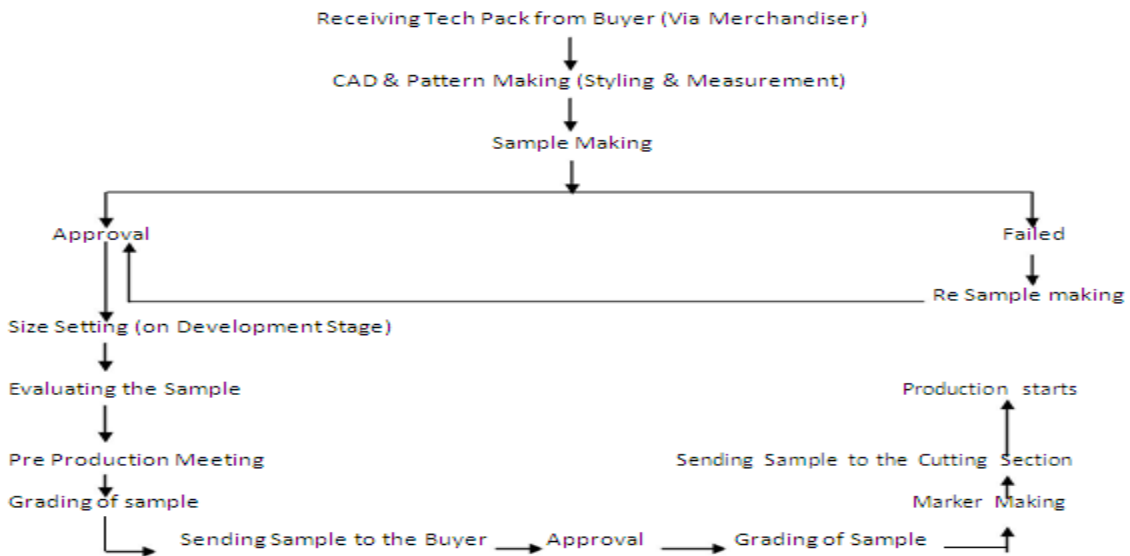 Receiving Tech Pack from Buyer (Via Merchandiser)
CAD & Pattern Making (Styling & Measurement)
Sample Making
Approval
Failed
Re Sample making
Size Setting (on Development Stage)
Evaluating the Sample
Production starts
Pre Production Meeting
Sending Sample to the Cutting Section
Grading of sample
Marker Making
Sending Sample to the Buyer
Approval
Grading of Sample